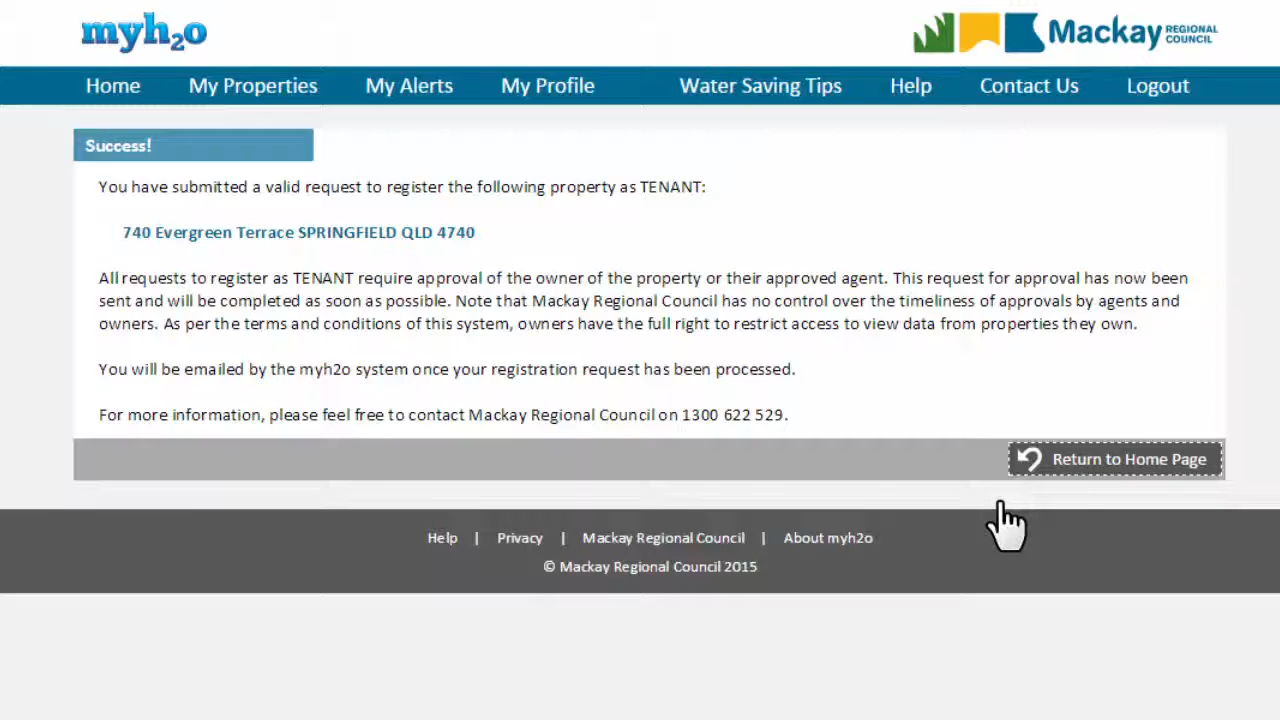 myh2o
Mackay REGIONAL COUNCIL
Home My Properties My Alerts My Profile Water Saving Tips Help Contact Us Logout
Success!
You have submitted a valid request to register the following property as TENANT:
740 Evergreen Terrace SPRINGFIELD QLD 4740
All requests to register as TENANT require approval of the owner of the property or their approved agent. This request for approval has now been
sent and will be completed as soon as possible. Note that Mackay Regional Council has no control over the timeliness of approvals by agents and
owners. As per the terms and conditions of this system, owners have the full right to restrict access to view data from properties they own.
You will be emailed by the myh2o system once your registration request has been processed.
For more information, please feel free to contact Mackay Regional Council on 1300 622 529.
Return to Home Page
Help | Privacy | Mackay Regional Council | About myh2o
© Mackay Regional Council 2015